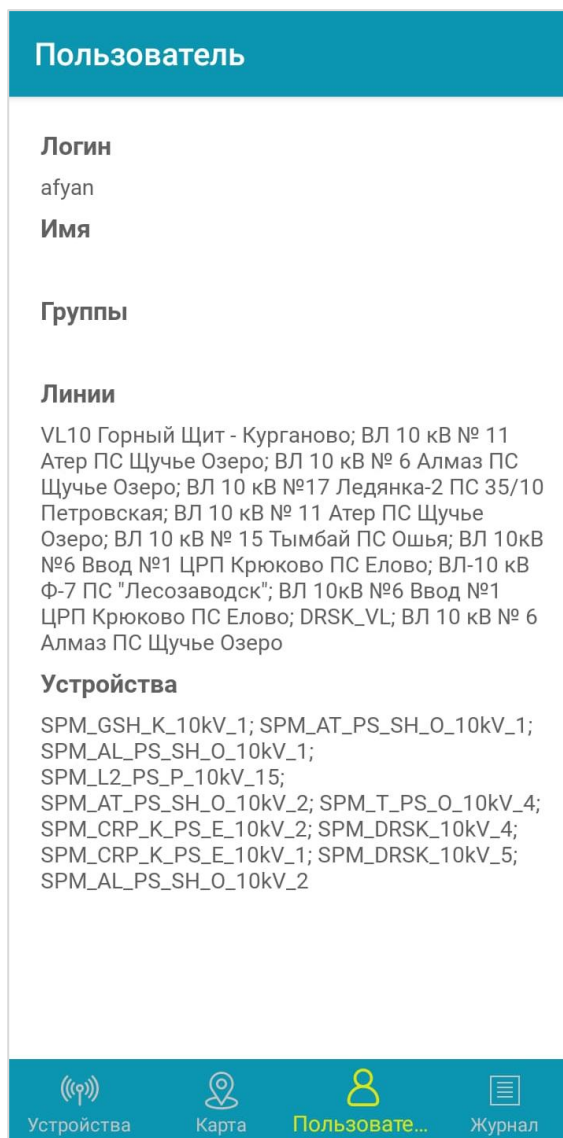 Пользователь
Логин
afyan
Имя
Группы
Линии
VL10 Горный Щит - Курганово; ВЛ 10 кВ № 11
Атер ПС Щучье Озеро; ВЛ 10 кВ № 6 Алмаз ПС
Щучье Озеро; ВЛ 10 кВ №17 Ледянка-2 ПС 35/10
Петровская; ВЛ 10 кВ № 11 Атер ПС Щучье
Озеро; ВЛ 10 кВ № 15 Тымбай ПС Ошья; ВЛ 10кВ
№6 Ввод №1 ЦРП Крюково ПС Елово; ВЛ-10 кВ
Ф-7 ПС "Лесозаводск"; ВЛ 10кВ №6 Ввод №1
ЦРП Крюково ПС Елово; DRSK_VL; ВЛ 10 кВ № 6
Алмаз ПС Щучье Озеро
Устройства
SPM_GSH_K_10kV_1; SPM_AT_PS_SH_O_10kV_1;
SPM_AL_PS_SH_O_10kV_1;
SPM_L2_PS_P_10kV_15;
SPM_AT_PS_SH_O_10kV_2; SPM_T_PS_O_10kV_4;
SPM_CRP_K_PS_E_10kV_2; SPM_DRSK_10kV_4;
SPM_CRP_K_PS_E_10kV_1; SPM_DRSK_10kV_5;
SPM_AL_PS_SH_O_10kV_2
Устройства Карта Пользовате... Журнал